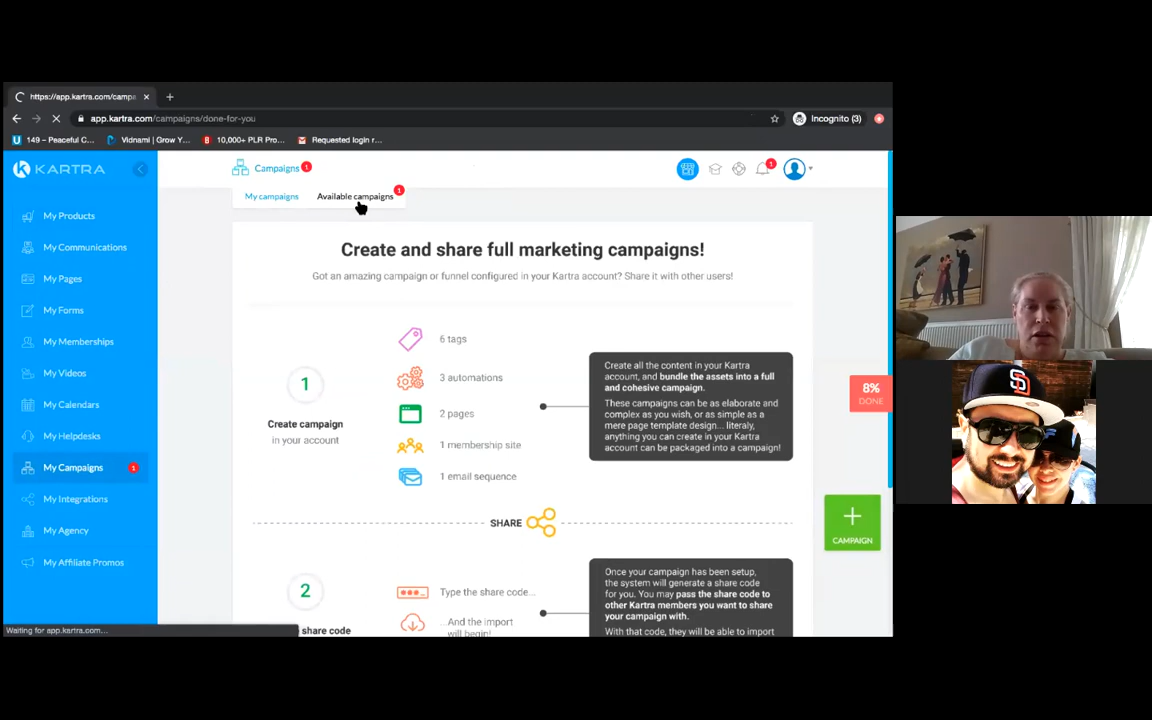 https://app.kartra.com/campa
app.kartra.com/campaigns/done-for-you
Incognito (3)
149 – Peaceful C...
Vidnami | Grow Y...
10,000+ PLR Pro...
Requested login r...
KARTRA
Campaigns 1
1
My campaigns
Available campaigns 1
My Products
My Communications
My Pages
My Forms
My Memberships
My Videos
My Calendars
My Helpdesks
My Campaigns 1
My Integrations
My Agency
My Affiliate Promos
Create and share full marketing campaigns!
Got an amazing campaign or funnel configured in your Kartra account? Share it with other users!
1
Create campaign
in your account
6 tags
3 automations
2 pages
1 membership site
1 email sequence
Create all the content in your Kartra
account, and bundle the assets into a full
and cohesive campaign.
These campaigns can be as elaborate and
complex as you wish, or as simple as a
mere page template design... literaly,
anything you can create in your Kartra
account can be packaged into a campaign!
8%
DONE
CAMPAIGN
SHARE
2
share code
Type the share code...
...And the import
will begin!
Once your campaign has been setup,
the system will generate a share code
for you. You may pass the share code to
other Kartra members you want to share
your campaign with.
With that code, they will be able to import
Waiting for app.kartra.com...
SD